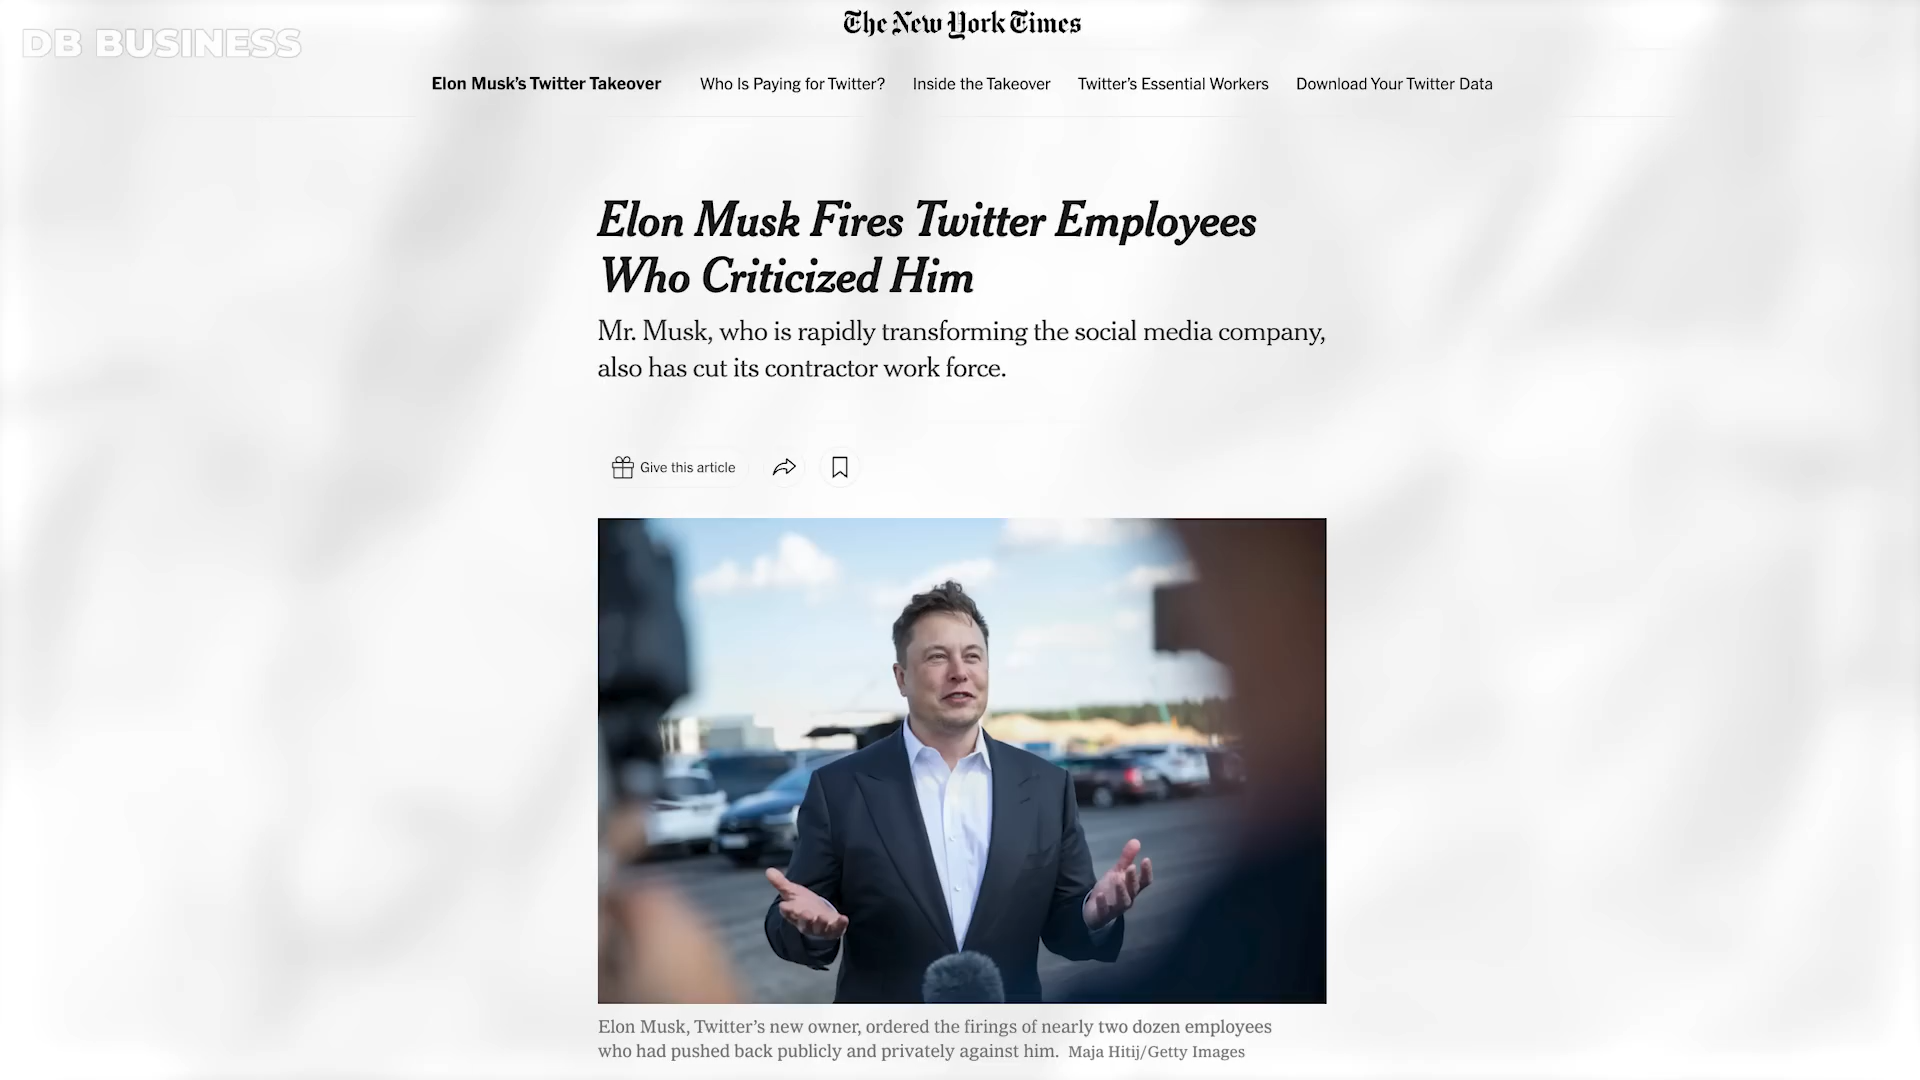 DB BUSINESS
The New York Times
Elon Musk’s Twitter Takeover Who Is Paying for Twitter? Inside the Takeover Twitter’s Essential Workers Download Your Twitter Data
Elon Musk Fires Twitter Employees
Who Criticized Him
Mr. Musk, who is rapidly transforming the social media company,
also has cut its contractor work force.
Give this article
Elon Musk, Twitter’s new owner, ordered the firings of nearly two dozen employees
who had pushed back publicly and privately against him. Maja Hitij/Getty Images